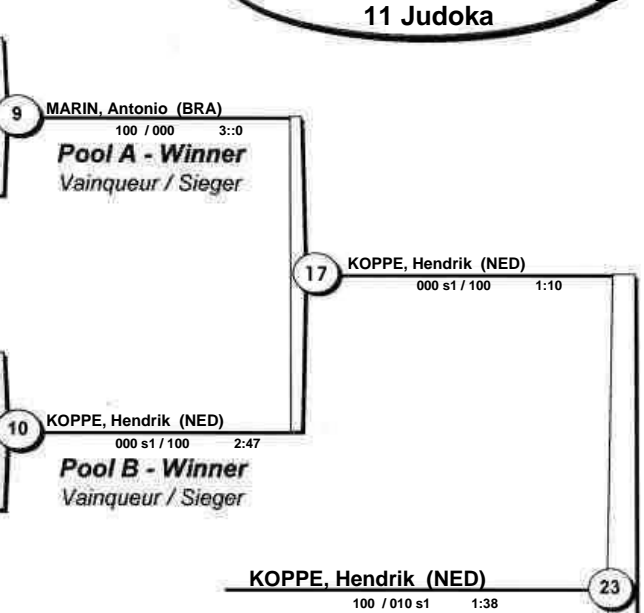 11 Judoka
9
MARIN, Antonio (BRA)
100 / 000 3::0
Pool A - Winner
Vainqueur / Sieger
17
KOPPE, Hendrik (NED)
000 s1 / 100 1:10
10
KOPPE, Hendrik (NED)
000 s1 / 100 2:47
Pool B - Winner
Vainqueur / Sieger
KOPPE, Hendrik (NED)
23
100 / 010 s1 1:38